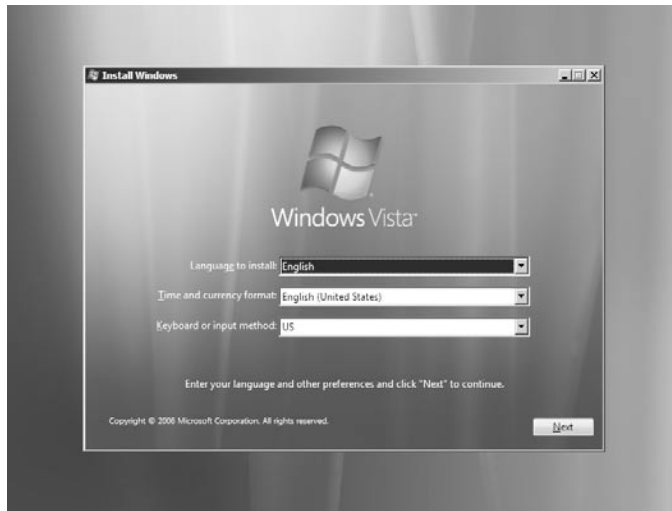 Install Windows
Windows Vista™
Language to install: English
Time and currency format: English (United States)
Keyboard or input method: US
Enter your language and other preferences and click "Next" to continue.
Copyright © 2006 Microsoft Corporation. All rights reserved.
Next